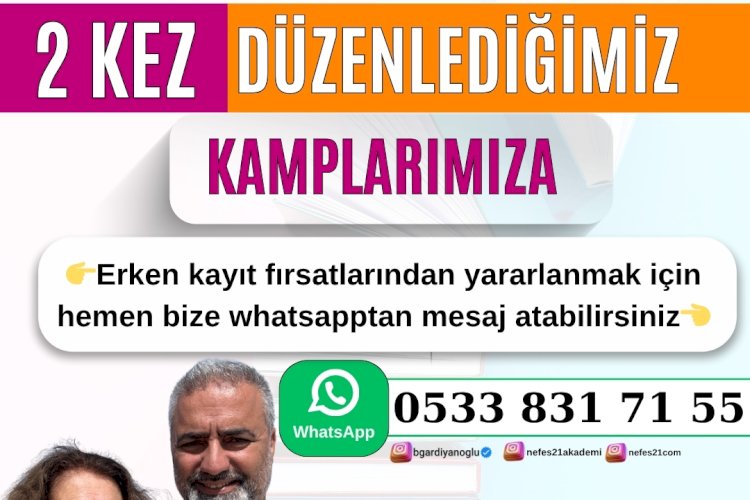 2 KEZ DÜZENLEDİĞİMİZ
KAMPLARIMIZA
👉Erken kayıt fırsatlarından yararlanmak için
hemen bize whatsapptan mesaj atabilirsiniz👈
WhatsApp
0533 831 71 55
bgardiyanoglu nefes21akademi nefes21com